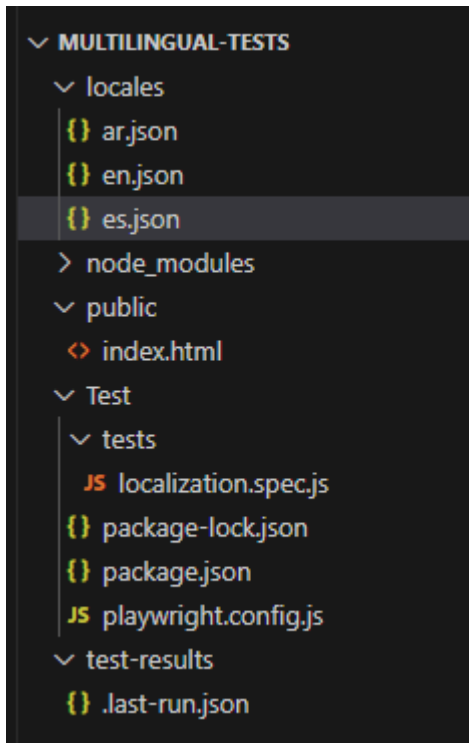 MULTILINGUAL-TESTS
locales
{} ar.json
{} en.json
{} es.json
node_modules
public
<> index.html
Test
tests
JS localization.spec.js
{} package-lock.json
{} package.json
JS playwright.config.js
test-results
{} .last-run.json